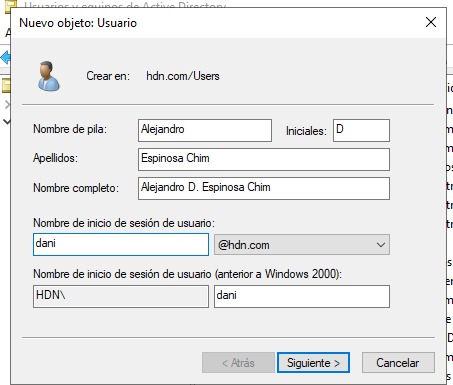 Usuarios y equipos de Active Directory
Nuevo objeto: Usuario
Crear en: hdn.com/Users
Nombre de pila: Alejandro Iniciales: D
Apellidos: Espinosa Chim
Nombre completo: Alejandro D. Espinosa Chim
Nombre de inicio de sesión de usuario:
dani @hdn.com
Nombre de inicio de sesión de usuario (anterior a Windows 2000):
HDN\ dani
< Atrás Siguiente > Cancelar